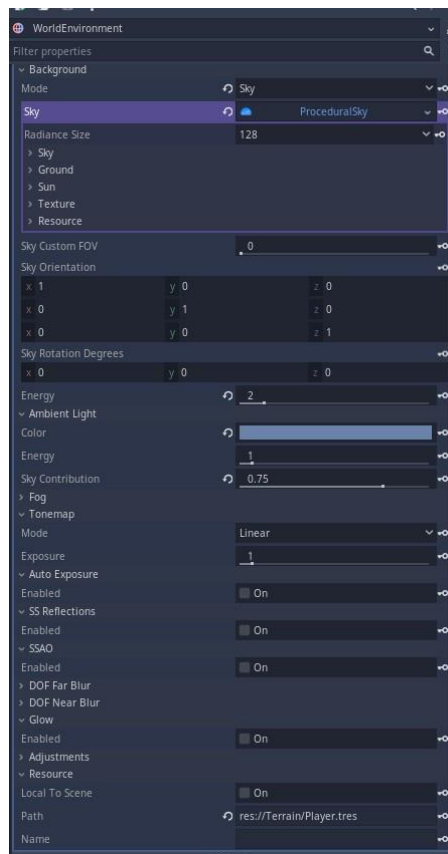 WorldEnvironment
Filter properties
Background
Mode Sky
Sky ProceduralSky
Radiance Size 128
Sky
Ground
Sun
Texture
Resource
Sky Custom FOV 0
Sky Orientation
x 1 y 0 z 0
x 0 y 1 z 0
x 0 y 0 z 1
Sky Rotation Degrees
x 0 y 0 z 0
Energy 2
Ambient Light
Color
Energy 1
Sky Contribution 0.75
Fog
Tonemap
Mode Linear
Exposure 1
Auto Exposure
Enabled On
SS Reflections
Enabled On
SSAO
Enabled On
DOF Far Blur
DOF Near Blur
Glow
Enabled On
Adjustments
Resource
Local To Scene On
Path res://Terrain/Player.tres
Name